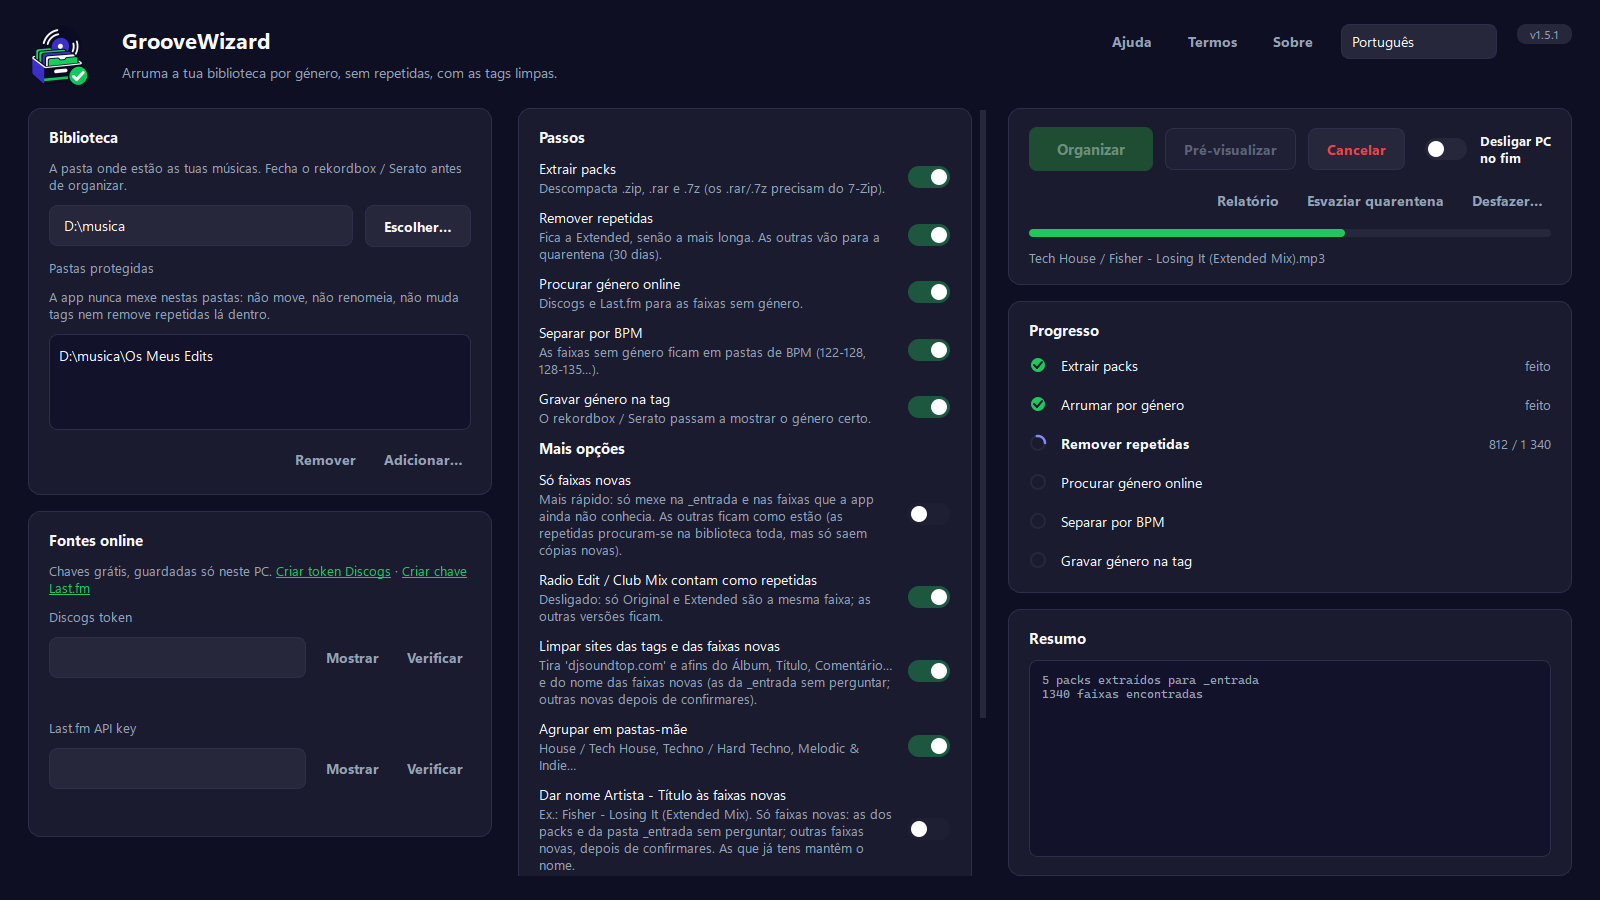 GrooveWizard
Arruma a tua biblioteca por género, sem repetidas, com as tags limpas.
Ajuda
Termos
Sobre
Português
v1.5.1
Biblioteca
A pasta onde estão as tuas músicas. Fecha o rekordbox / Serato antes
de organizar.
D:\musica
Escolher...
Pastas protegidas
A app nunca mexe nestas pastas: não move, não renomeia, não muda
tags nem remove repetidas lá dentro.
D:\musica\Os Meus Edits
Remover
Adicionar...
Fontes online
Chaves grátis, guardadas só neste PC. Criar token Discogs · Criar chave
Last.fm
Discogs token
Mostrar
Verificar
Last.fm API key
Mostrar
Verificar
Passos
Extrair packs
Descompacta .zip, .rar e .7z (os .rar/.7z precisam do 7-Zip).
Remover repetidas
Fica a Extended, senão a mais longa. As outras vão para a
quarentena (30 dias).
Procurar género online
Discogs e Last.fm para as faixas sem género.
Separar por BPM
As faixas sem género ficam em pastas de BPM (122-128,
128-135...).
Gravar género na tag
O rekordbox / Serato passam a mostrar o género certo.
Mais opções
Só faixas novas
Mais rápido: só mexe na _entrada e nas faixas que a app
ainda não conhecia. As outras ficam como estão (as
repetidas procuram-se na biblioteca toda, mas só saem
cópias novas).
Radio Edit / Club Mix contam como repetidas
Desligado: só Original e Extended são a mesma faixa; as
outras versões ficam.
Limpar sites das tags e das faixas novas
Tira 'djsoundtop.com' e afins do Álbum, Título, Comentário...
e do nome das faixas novas (as da _entrada sem perguntar;
outras novas depois de confirmares).
Agrupar em pastas-mãe
House / Tech House, Techno / Hard Techno, Melodic &
Indie...
Dar nome Artista - Título às faixas novas
Ex.: Fisher - Losing It (Extended Mix). Só faixas novas: as dos
packs e da pasta _entrada sem perguntar; outras faixas
novas, depois de confirmares. As que já tens mantêm o
nome.
Organizar
Pré-visualizar
Cancelar
Desligar PC
no fim
Relatório
Esvaziar quarentena
Desfazer...
Tech House / Fisher - Losing It (Extended Mix).mp3
Progresso
Extrair packs
feito
Arrumar por género
feito
Remover repetidas
812 / 1 340
Procurar género online
Separar por BPM
Gravar género na tag
Resumo
5 packs extraídos para _entrada
1340 faixas encontradas